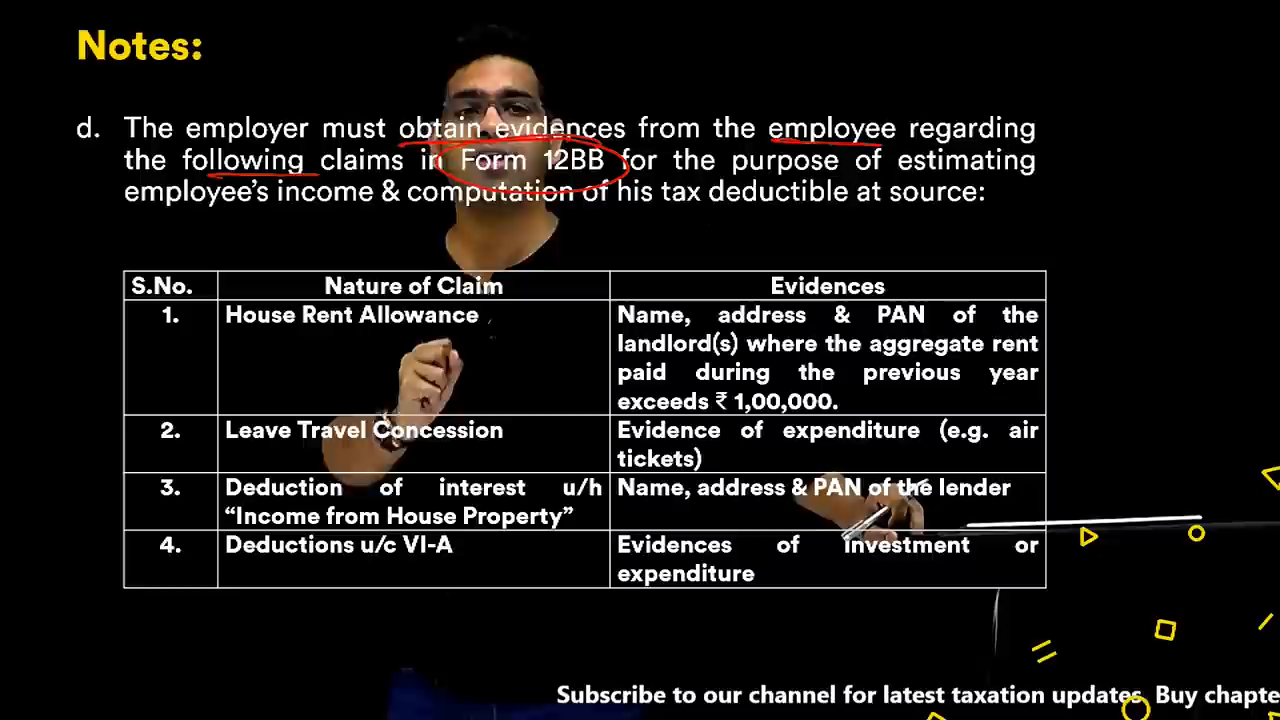 Notes:
d. The employer must obtain evidences from the employee regarding
the following claims in Form 12BB for the purpose of estimating
employee's income & computation of his tax deductible at source:
S.No. Nature of Claim Evidences
1. House Rent Allowance Name, address & PAN of the
landlord(s) where the aggregate rent
paid during the previous year
exceeds ₹ 1,00,000.
2. Leave Travel Concession Evidence of expenditure (e.g. air
tickets)
3. Deduction of interest u/h Name, address & PAN of the lender
“Income from House Property”
4. Deductions u/c VI-A Evidences of investment or
expenditure
Subscribe to our channel for latest taxation updates. Buy chapte